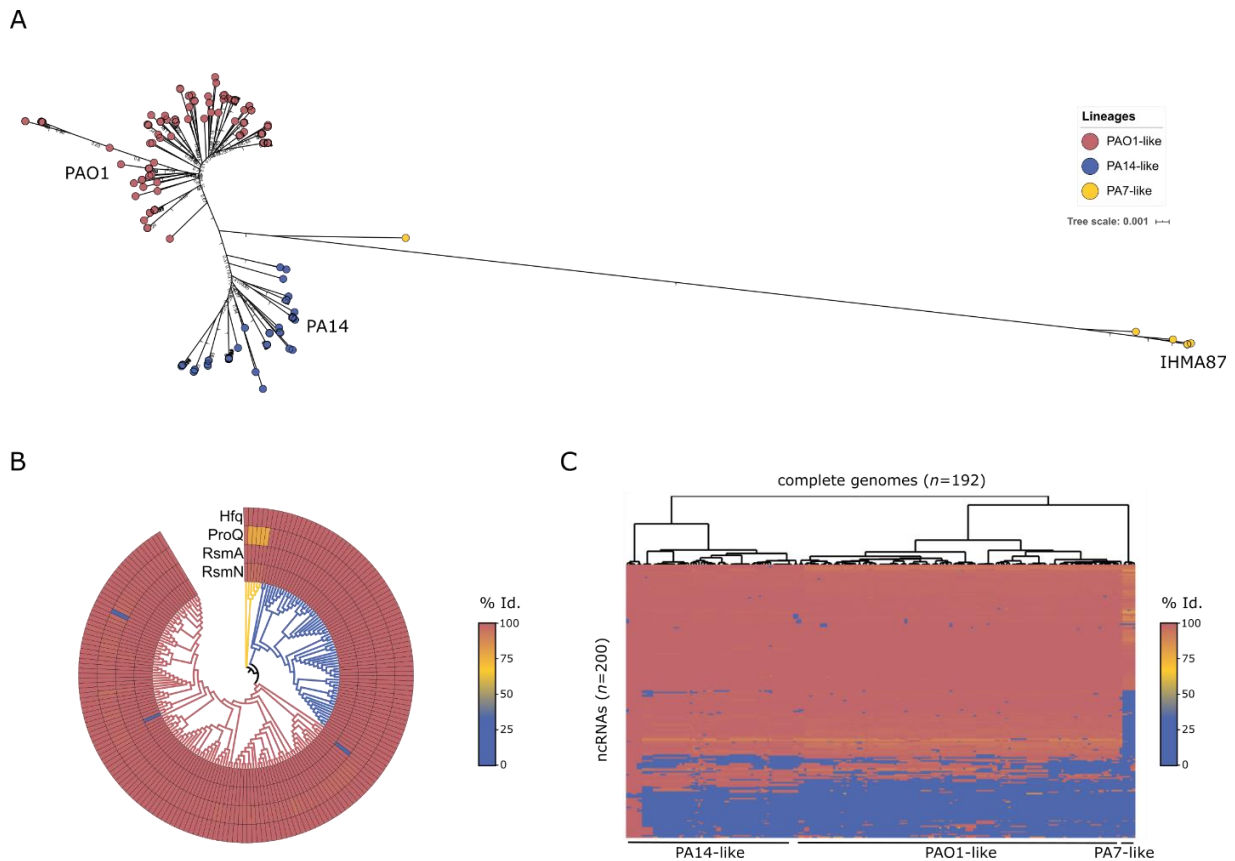 A
Lineages
PAO1-like
PA14-like
PA7-like
Tree scale: 0.001
PAO1
PA14
IHMA87
B
Hfq
ProQ
RsmA
RsmN
% Id.
100
75
50
25
0
C
complete genomes (n=192)
ncRNAs (n=200)
% Id.
100
75
50
25
0
PA14-like
PAO1-like
PA7-like